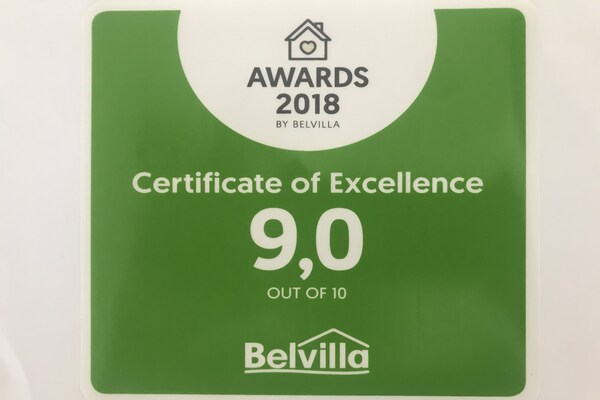 AWARDS
2018
BY BELVILLA
Certificate of Excellence
9,0
OUT OF 10
Belvilla